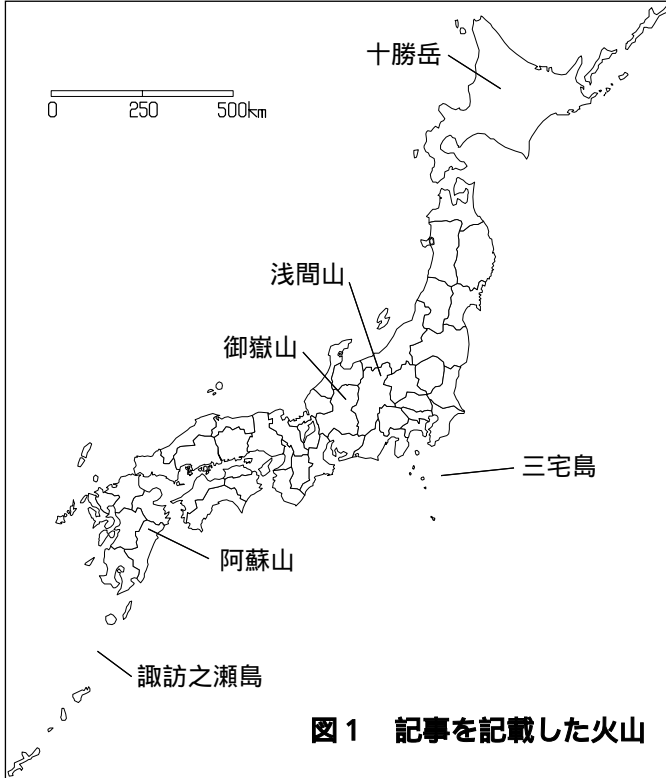 十勝岳
0 250 500km
浅間山
御嶽山
三宅島
阿蘇山
諏訪之瀬島
図1 記事を記載した火山